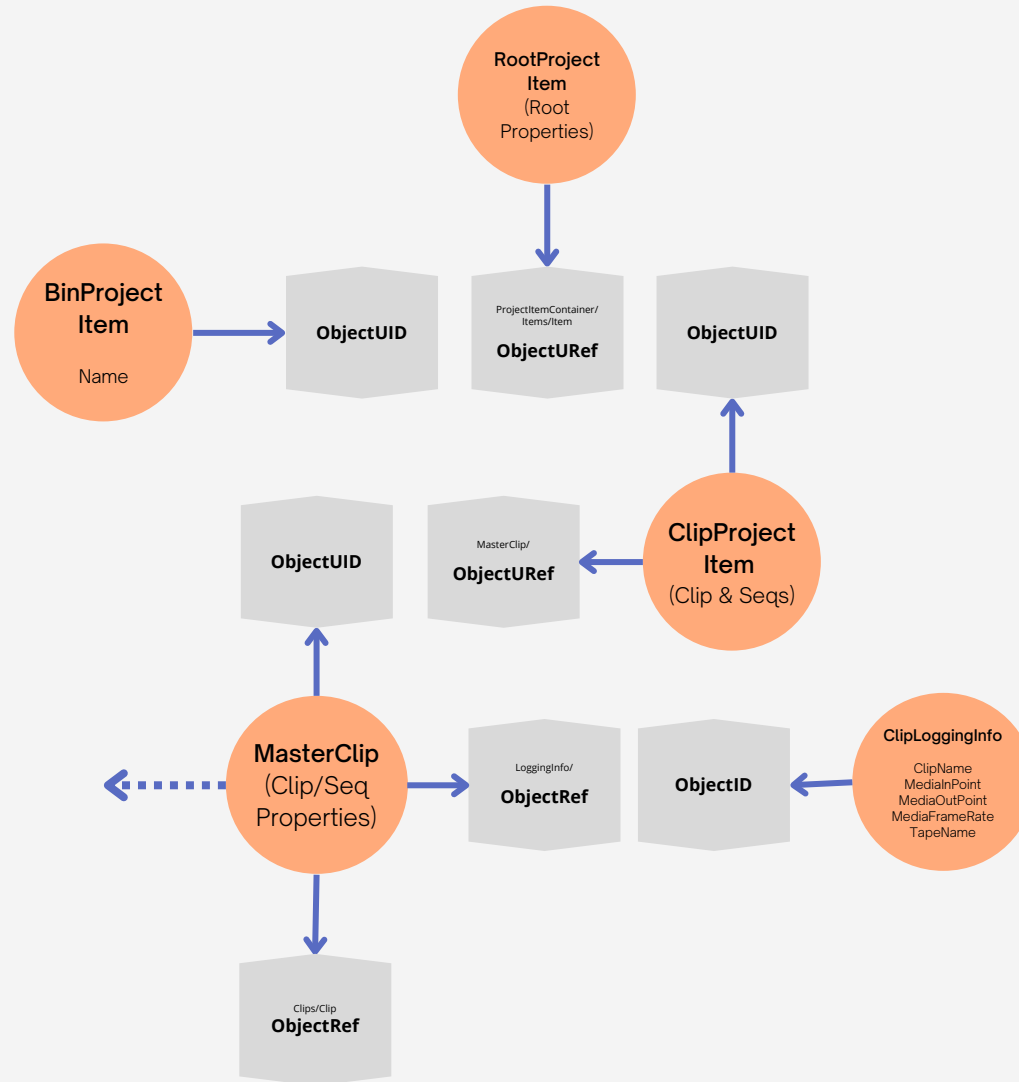 RootProject
Item
(Root
Properties)
BinProject
Item
Name
ObjectUID
ProjectItemContainer/
Items/Item
ObjectURef
ObjectUID
ObjectUID
MasterClip/
ObjectURef
ClipProject
Item
(Clip & Seqs)
MasterClip
(Clip/Seq
Properties)
LoggingInfo/
ObjectRef
ObjectID
ClipLoggingInfo
ClipName
MediaInPoint
MediaOutPoint
MediaFrameRate
TapeName
Clips/Clip
ObjectRef